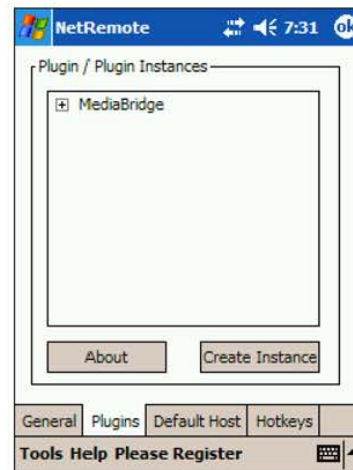 NetRemote 7:31 ok
Plugin / Plugin Instances
MediaBridge
About Create Instance
General Plugins Default Host Hotkeys
Tools Help Please Register